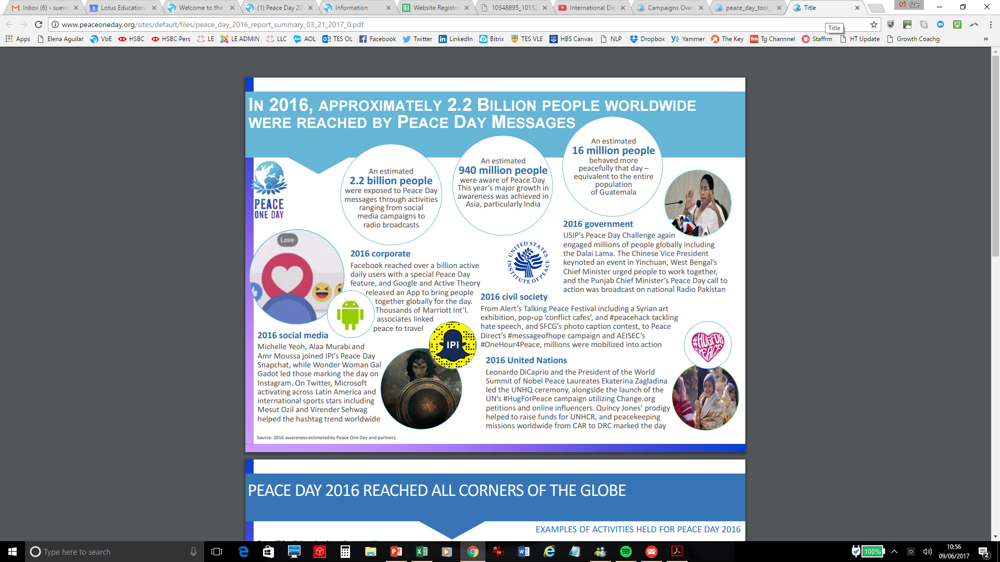 Inbox (6) - suew
Lotus Education
Welcome to the
(1) Peace Day 20
Information
Website Registra
10348895_10152
International Da
Campaigns Over
peace_day_tool_
Title
Sue
www.peaceoneday.org/sites/default/files/peace_day_2016_report_summary_03_21_2017_0.pdf
Title
Apps
Elena Aguilar
VbE
HSBC
HSBC Pers
LE
LE ADMIN
LLC
AOL
TES OL
Facebook
Twitter
LinkedIn
Bitrix
TES VLE
HBS Canvas
NLP
Dropbox
Yammer
The Key
Tg Channnel
Staffrm
HT Update
Growth Coachg
»
IN 2016, APPROXIMATELY 2.2 BILLION PEOPLE WORLDWIDE
WERE REACHED BY PEACE DAY MESSAGES
PEACE
ONE DAY
An estimated
2.2 billion people
were exposed to Peace Day
messages through activities
ranging from social
media campaigns to
radio broadcasts
An estimated
940 million people
were aware of Peace Day.
This year's major growth in
awareness was achieved in
Asia, particularly India
An estimated
16 million people
behaved more
peacefully that day –
equivalent to the entire
population
of Guatemala
Love
2016 corporate
Facebook reached over a billion active
daily users with a special Peace Day
feature, and Google and Active Theory
released an App to bring people
together globally for the day.
Thousands of Marriott Int'l.
associates linked
peace to travel
UNITED STATES
INSTITUTE OF PEACE
2016 government
USIP's Peace Day Challenge again
engaged millions of people globally including
the Dalai Lama. The Chinese Vice President
keynoted an event in Yinchuan, West Bengal's
Chief Minister urged people to work together,
and the Punjab Chief Minister's Peace Day call to
action was broadcast on national Radio Pakistan
2016 civil society
From Alert's Talking Peace Festival including a Syrian art
exhibition, pop-up 'conflict cafes', and #peacehack tackling
hate speech, and SFCG's photo caption contest, to Peace
Direct's #messageofhope campaign and AEISEC's
#OneHour4Peace, millions were mobilized into action
IPI
#HUGFOR
PEACE
2016 social media
Michelle Yeoh, Alaa Murabi and
Amr Moussa joined IPI's Peace Day
Snapchat, while Wonder Woman Gal
Gadot led those marking the day on
Instagram. On Twitter, Microsoft
activating across Latin America and
international sports stars including
Mesut Ozil and Virender Sehwag
helped the hashtag trend worldwide
2016 United Nations
Leonardo DiCaprio and the President of the World
Summit of Nobel Peace Laureates Ekaterina Zagladina
led the UNHQ ceremony, alongside the launch of the
UN's #HugForPeace campaign utilizing Change.org
petitions and online influencers. Quincy Jones' prodigy
helped to raise funds for UNHCR, and peacekeeping
missions worldwide from CAR to DRC marked the day
Source: 2016 awareness estimated by Peace One Day and partners
PEACE DAY 2016 REACHED ALL CORNERS OF THE GLOBE
EXAMPLES OF ACTIVITIES HELD FOR PEACE DAY 2016
Type here to search
100%
10:56
09/06/2017
2